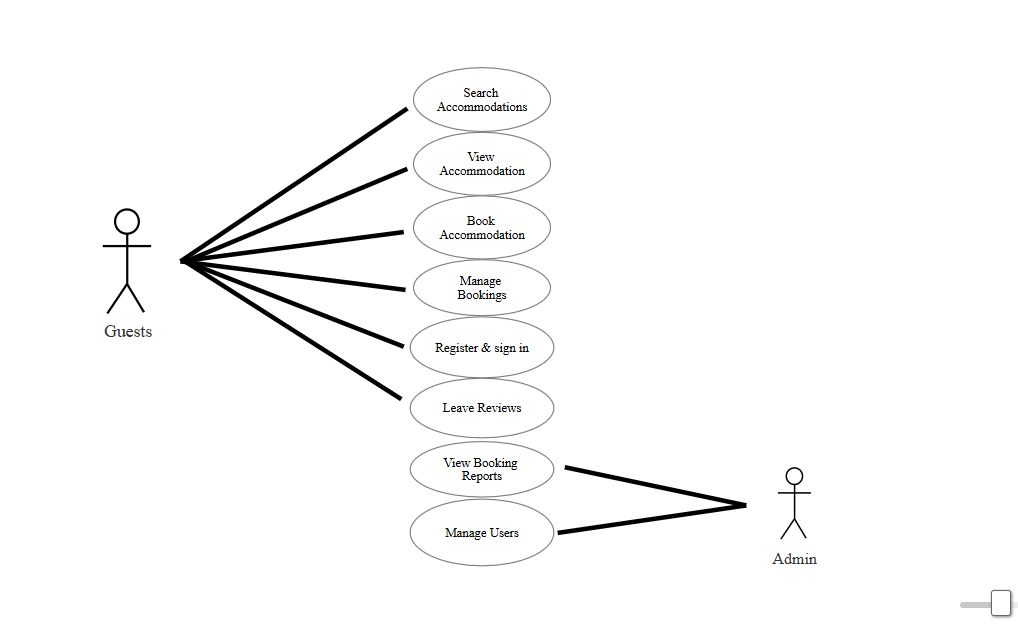 Search
Accommodations
View
Accommodation
Book
Accommodation
Manage
Bookings
Guests
Register & sign in
Leave Reviews
View Booking
Reports
Manage Users
Admin